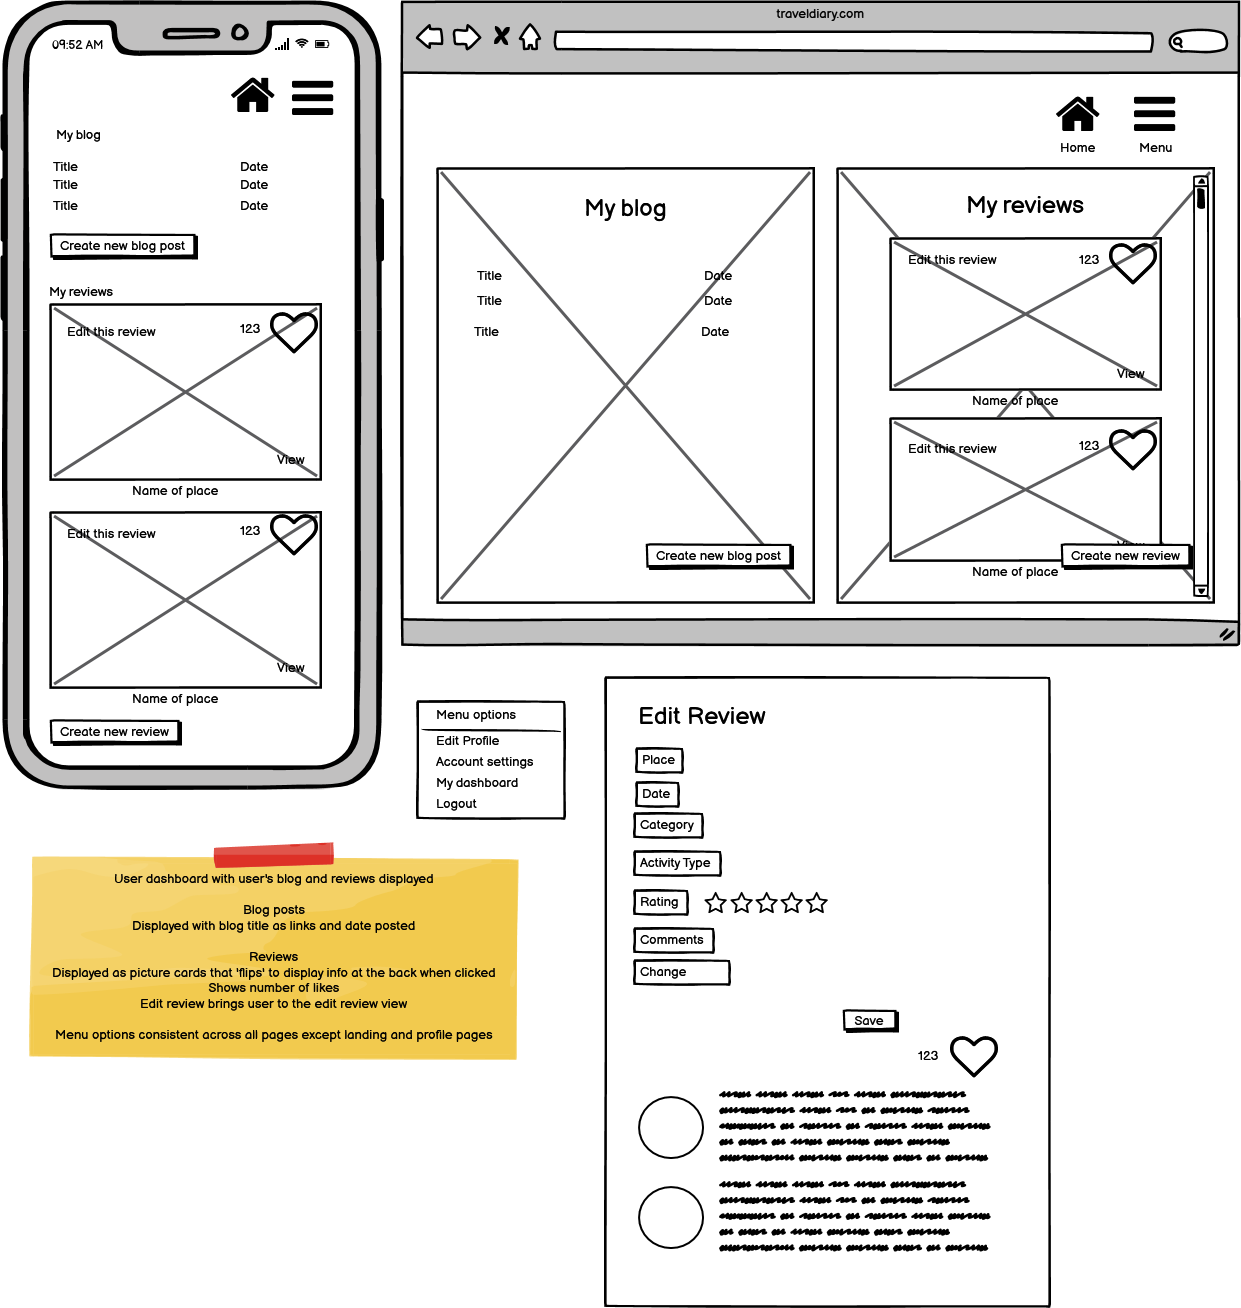 09:52 AM
My blog
Title Date
Title Date
Title Date
Create new blog post
My reviews
Edit this review 123
View
Name of place
Edit this review 123
View
Name of place
Create new review
traveldiary.com
Home Menu
My blog
Title Date
Title Date
Title Date
Create new blog post
My reviews
Edit this review 123
View
Name of place
Edit this review 123
View
Create new review
Name of place
Menu options
Edit Profile
Account settings
My dashboard
Logout
Edit Review
Place
Date
Category
Activity Type
Rating
Comments
Change
Save
123
User dashboard with user's blog and reviews displayed
Blog posts
Displayed with blog title as links and date posted
Reviews
Displayed as picture cards that 'flips' to display info at the back when clicked
Shows number of likes
Edit review brings user to the edit review view
Menu options consistent across all pages except landing and profile pages